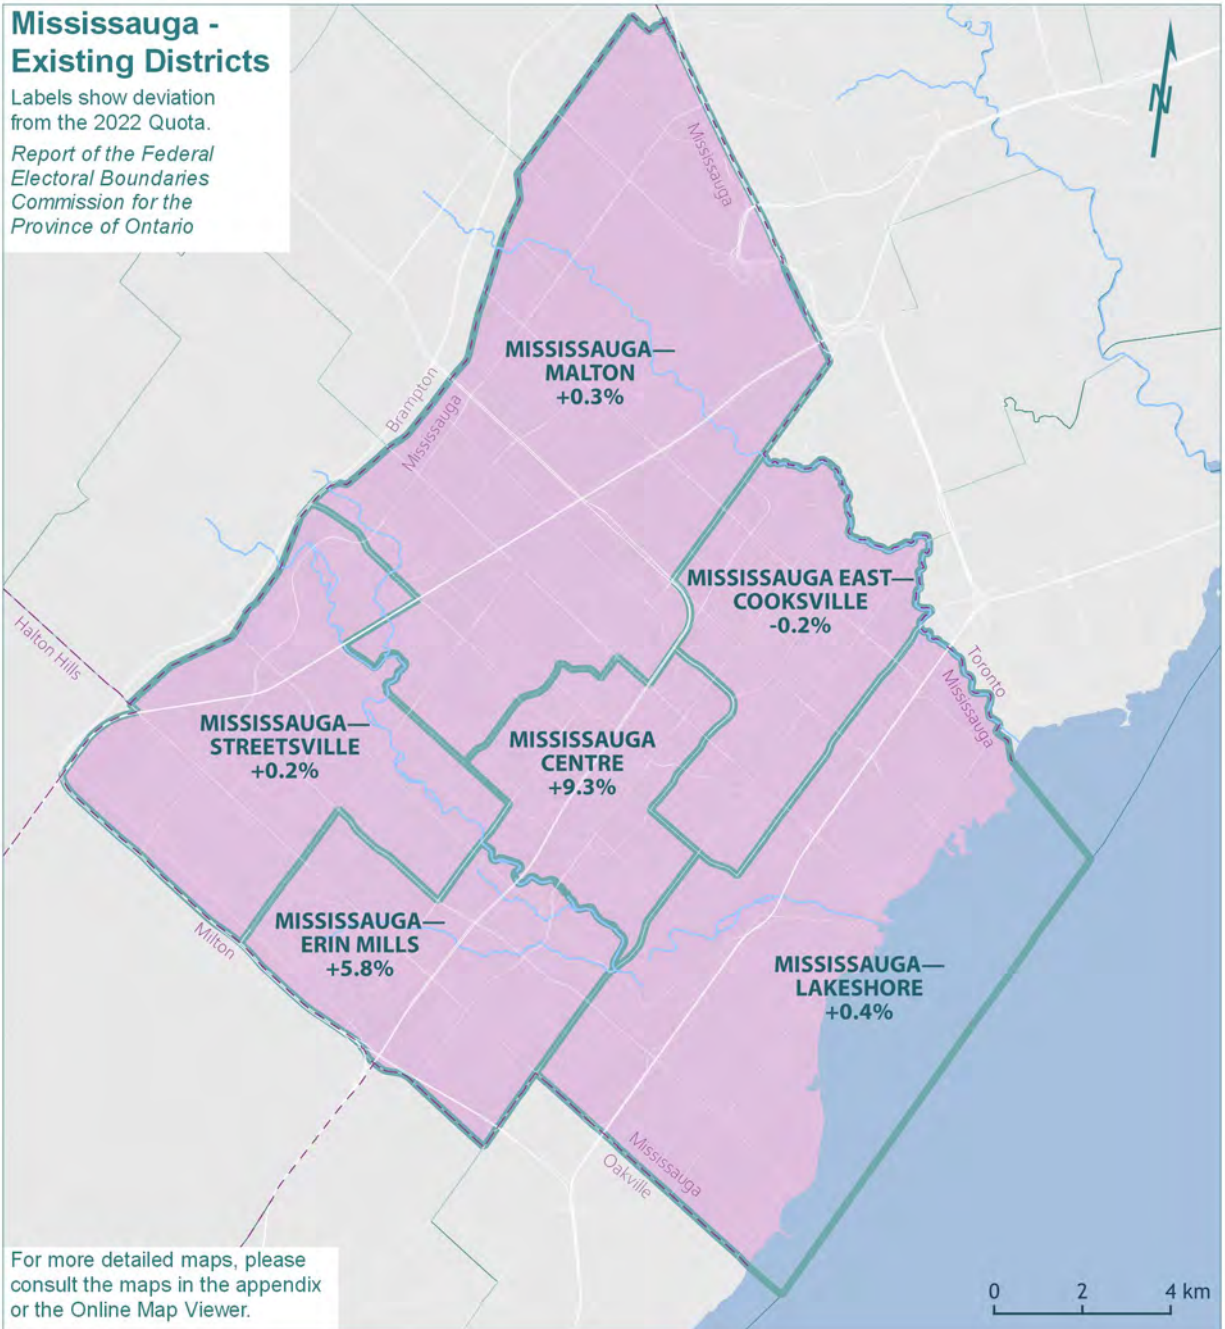 Mississauga -
Existing Districts
Labels show deviation
from the 2022 Quota.
Report of the Federal
Electoral Boundaries
Commission for the
Province of Ontario
N
Mississauga
MISSISSAUGA—
MALTON
+0.3%
Brampton
Mississauga
MISSISSAUGA EAST—
COOKSVILLE
-0.2%
Halton Hills
Toronto
Mississauga
MISSISSAUGA—
STREETSVILLE
+0.2%
MISSISSAUGA
CENTRE
+9.3%
MISSISSAUGA—
ERIN MILLS
+5.8%
Milton
MISSISSAUGA—
LAKESHORE
+0.4%
Mississauga
Oakville
For more detailed maps, please
consult the maps in the appendix
or the Online Map Viewer.
0 2 4 km